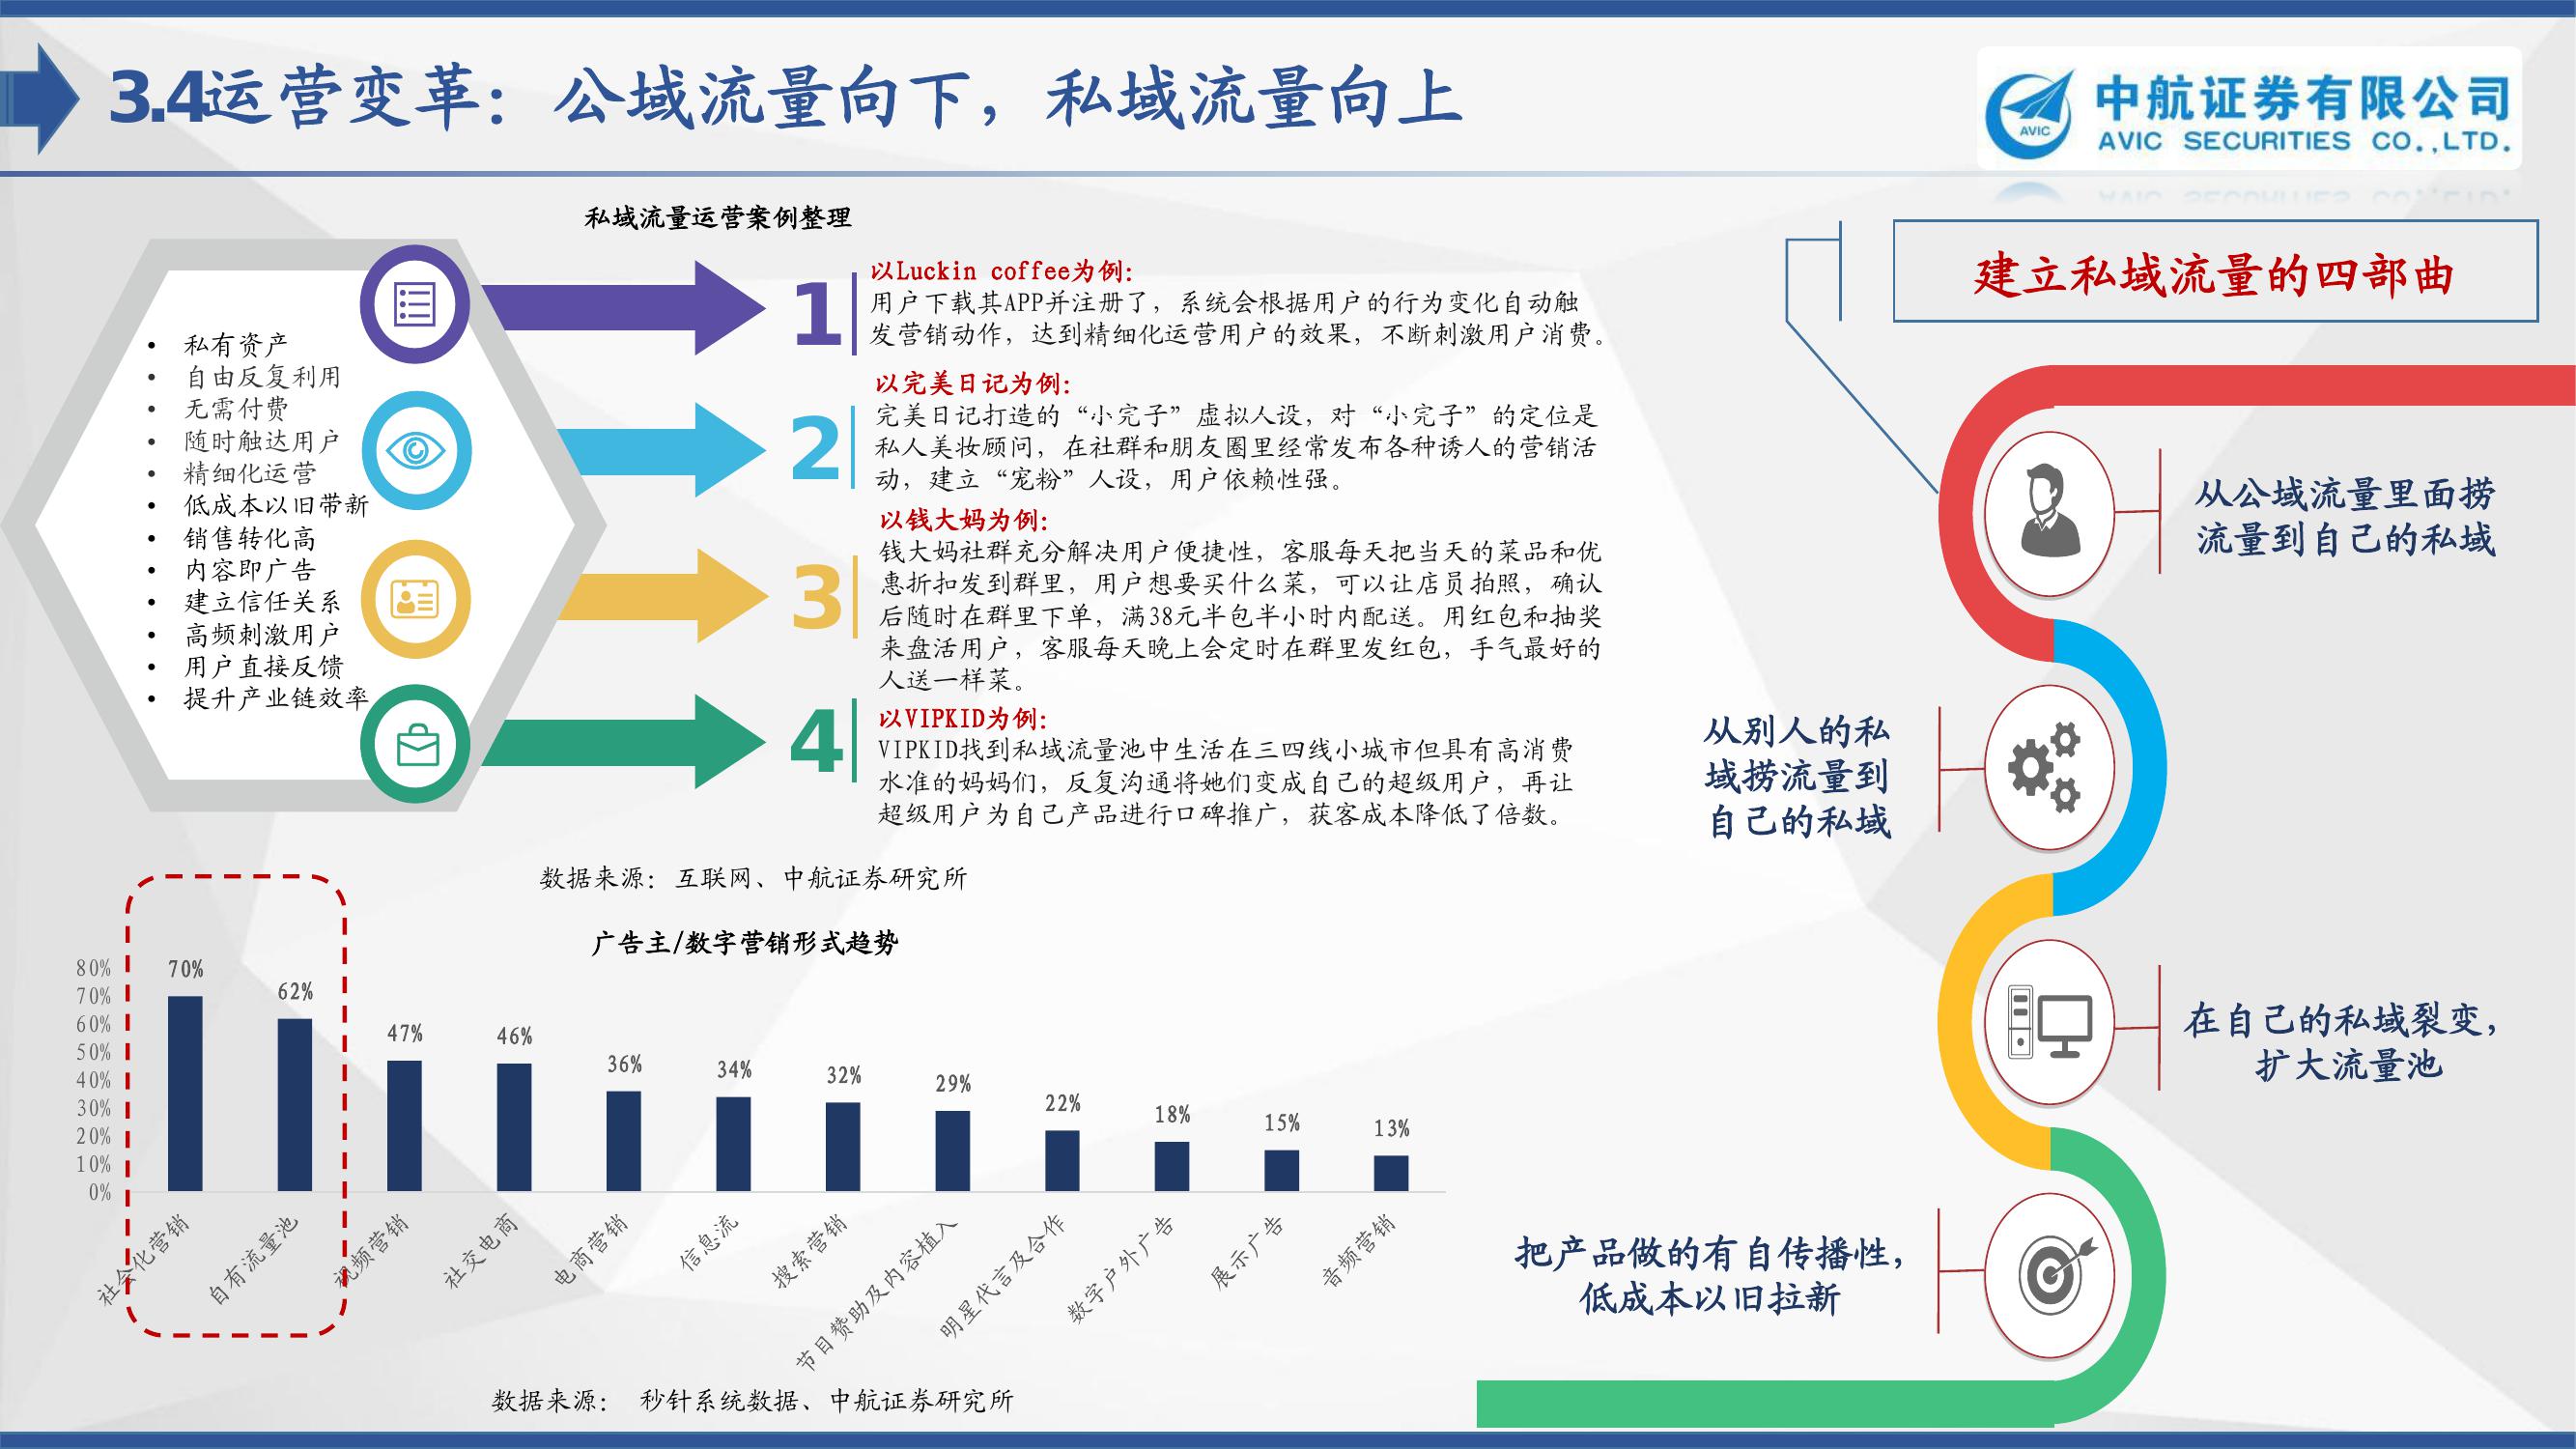 3.4运营变革：公域流量向下，私域流量向上
中航证券有限公司
AVIC SECURITIES CO.,LTD.
AVIC
私域流量运营案例整理
• 私有资产
• 自由反复利用
• 无需付费
• 随时触达用户
• 精细化运营
• 低成本以旧带新
• 销售转化高
• 内容即广告
• 建立信任关系
• 高频刺激用户
• 用户直接反馈
• 提升产业链效率
1
以Luckin coffee为例：
用户下载其APP并注册了，系统会根据用户的行为变化自动触
发营销动作，达到精细化运营用户的效果，不断刺激用户消费。
2
以完美日记为例：
完美日记打造的“小完子”虚拟人设，对“小完子”的定位是
私人美妆顾问，在社群和朋友圈里经常发布各种诱人的营销活
动，建立“宠粉”人设，用户依赖性强。
3
以钱大妈为例：
钱大妈社群充分解决用户便捷性，客服每天把当天的菜品和优
惠折扣发到群里，用户想要买什么菜，可以让店员拍照，确认
后随时在群里下单，满38元半包半小时内配送。用红包和抽奖
来盘活用户，客服每天晚上会定时在群里发红包，手气最好的
人送一样菜。
4
以VIPKID为例：
VIPKID找到私域流量池中生活在三四线小城市但具有高消费
水准的妈妈们，反复沟通将她们变成自己的超级用户，再让
超级用户为自己产品进行口碑推广，获客成本降低了倍数。
数据来源：互联网、中航证券研究所
广告主/数字营销形式趋势
80%
70%
60%
50%
40%
30%
20%
10%
0%
70%
62%
47%
46%
36%
34%
32%
29%
22%
18%
15%
13%
社会化营销
自有流量池
视频营销
社交电商
电商营销
信息流
搜索营销
节目赞助及内容植入
明星代言及合作
数字户外广告
展示广告
音频营销
数据来源： 秒针系统数据、中航证券研究所
建立私域流量的四部曲
从公域流量里面捞
流量到自己的私域
从别人的私
域捞流量到
自己的私域
在自己的私域裂变，
扩大流量池
把产品做的有自传播性，
低成本以旧拉新